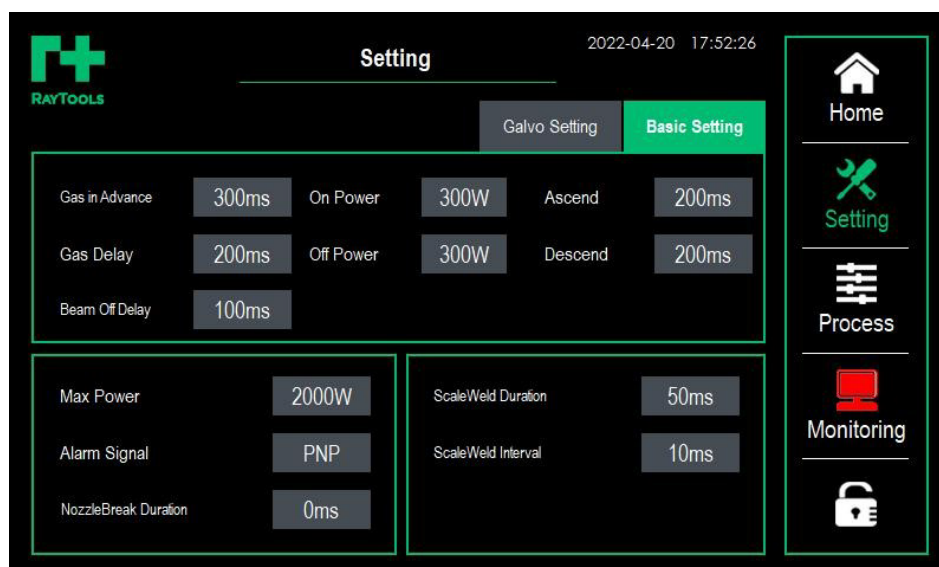 Setting
2022-04-20 17:52:26
RAYTOOLS
Galvo Setting
Basic Setting
Gas in Advance 300ms On Power 300W Ascend 200ms
Gas Delay 200ms Off Power 300W Descend 200ms
Beam Off Delay 100ms
Max Power 2000W
Alarm Signal PNP
NozzleBreak Duration 0ms
ScaleWeld Duration 50ms
ScaleWeld Interval 10ms
Home
Setting
Process
Monitoring